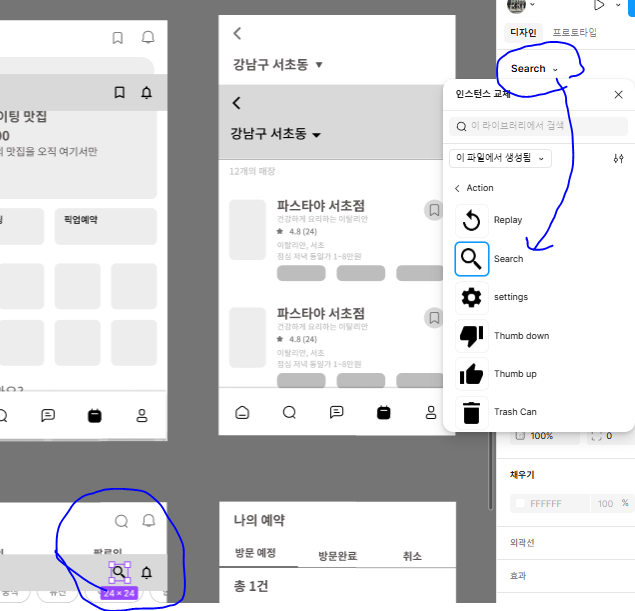 디자인
프로토타입
Search
인스턴스 교체
이 라이브러리에서 검색
이 파일에서 생성됨
Action
Replay
Search
settings
Thumb down
Thumb up
Trash Can
100%
0
채우기
FFFFFF
100
%
외곽선
효과
이팅 맛집
00
의 맛집을 오직 여기서만
픽업예약
강남구 서초동
강남구 서초동
12개의 매장
파스타야 서초점
건강하게 요리하는 이탈리안
4.8 (24)
이탈리안, 서초
점심 저녁 동일가 1~8만원
파스타야 서초점
건강하게 요리하는 이탈리안
4.8 (24)
이탈리안, 서초
점심 저녁 동일가 1~8만원
팔로잉
24 × 24
나의 예약
방문 예정
방문완료
취소
총 1건